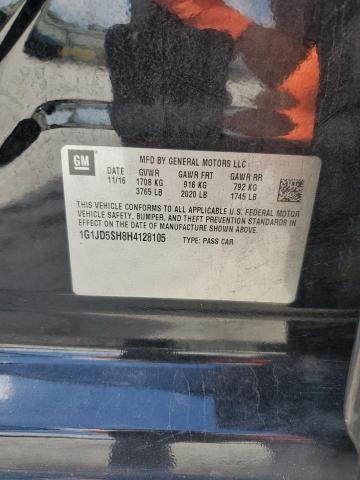 GM
MFD BY GENERAL MOTORS LLC
DATE GVWR GAWR FRT GAWR RR
11/16 1708 KG 916 KG 792 KG
3765 LB 2020 LB 1745 LB
THIS VEHICLE CONFORMS TO ALL APPLICABLE U.S. FEDERAL MOTOR
VEHICLE SAFETY, BUMPER, AND THEFT PREVENTION STANDARDS IN
EFFECT ON THE DATE OF MANUFACTURE SHOWN ABOVE.
1G1JD5SH8H4128105 TYPE: PASS CAR